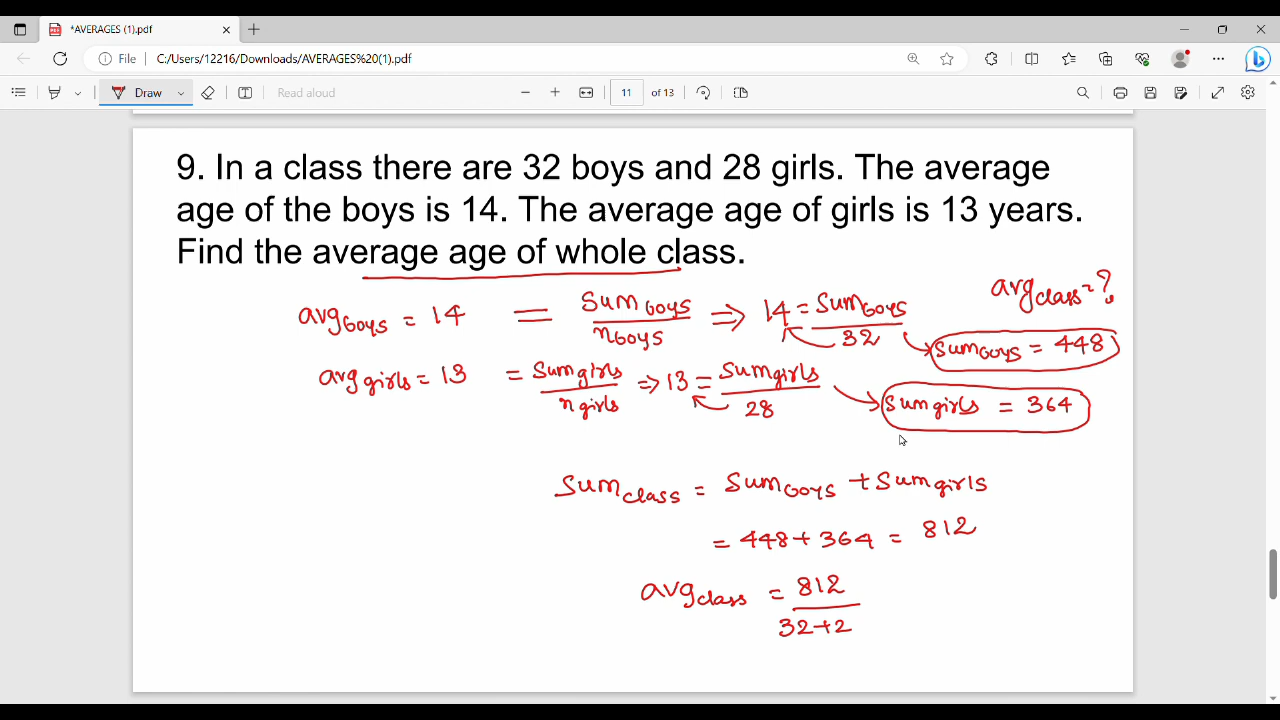 *AVERAGES (1).pdf
File C:/Users/12216/Downloads/AVERAGES%20(1).pdf
Draw Read aloud 11 of 13
9. In a class there are 32 boys and 28 girls. The average
age of the boys is 14. The average age of girls is 13 years.
Find the average age of whole class.
avg class = ?
avg boys = 14 = Sum boys / n boys ⇒ 14 = Sum boys / 32
Sum boys = 448
avg girls = 13 = Sum girls / n girls ⇒ 13 = Sum girls / 28
Sum girls = 364
Sum class = Sum boys + Sum girls
= 448 + 364 = 812
avg class = 812 / 32+2